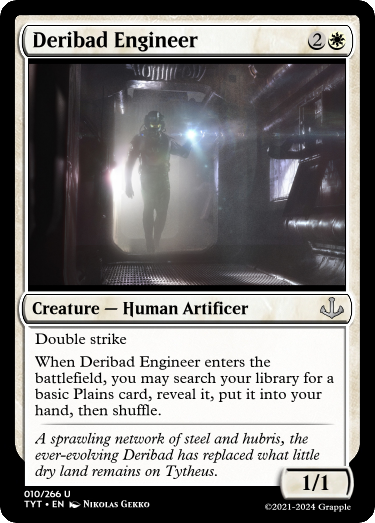 Deribad Engineer 2
Creature — Human Artificer
Double strike
When Deribad Engineer enters the
battlefield, you may search your library for a
basic Plains card, reveal it, put it into your
hand, then shuffle.
A sprawling network of steel and hubris, the
ever-evolving Deribad has replaced what little
dry land remains on Tytheus.
1/1
010/266 U
TYT • EN Nikolas Gekko
©2021-2024 Grapple